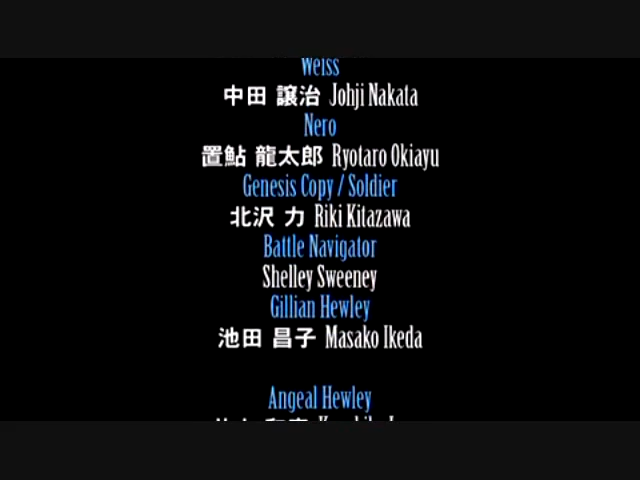 Weiss
中田 譲治 Johji Nakata
Nero
置鮎 龍太郎 Ryotaro Okiayu
Genesis Copy / Soldier
北沢 力 Riki Kitazawa
Battle Navigator
Shelley Sweeney
Gillian Hewley
池田 昌子 Masako Ikeda
Angeal Hewley